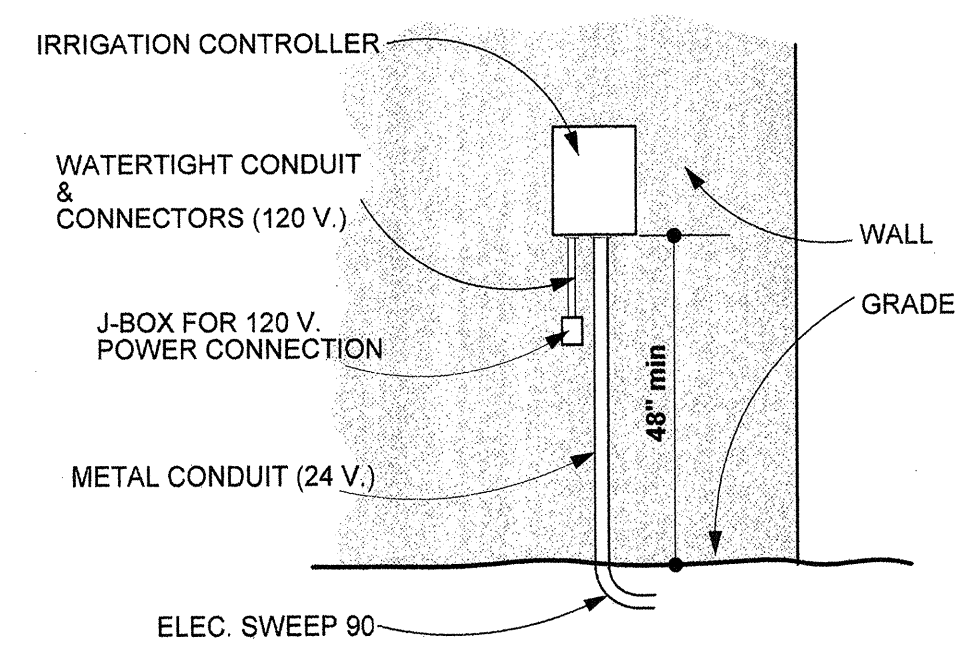 IRRIGATION CONTROLLER
WATERTIGHT CONDUIT
&
CONNECTORS (120 V.)
WALL
GRADE
J-BOX FOR 120 V.
POWER CONNECTION
48" min
METAL CONDUIT (24 V.)
ELEC. SWEEP 90